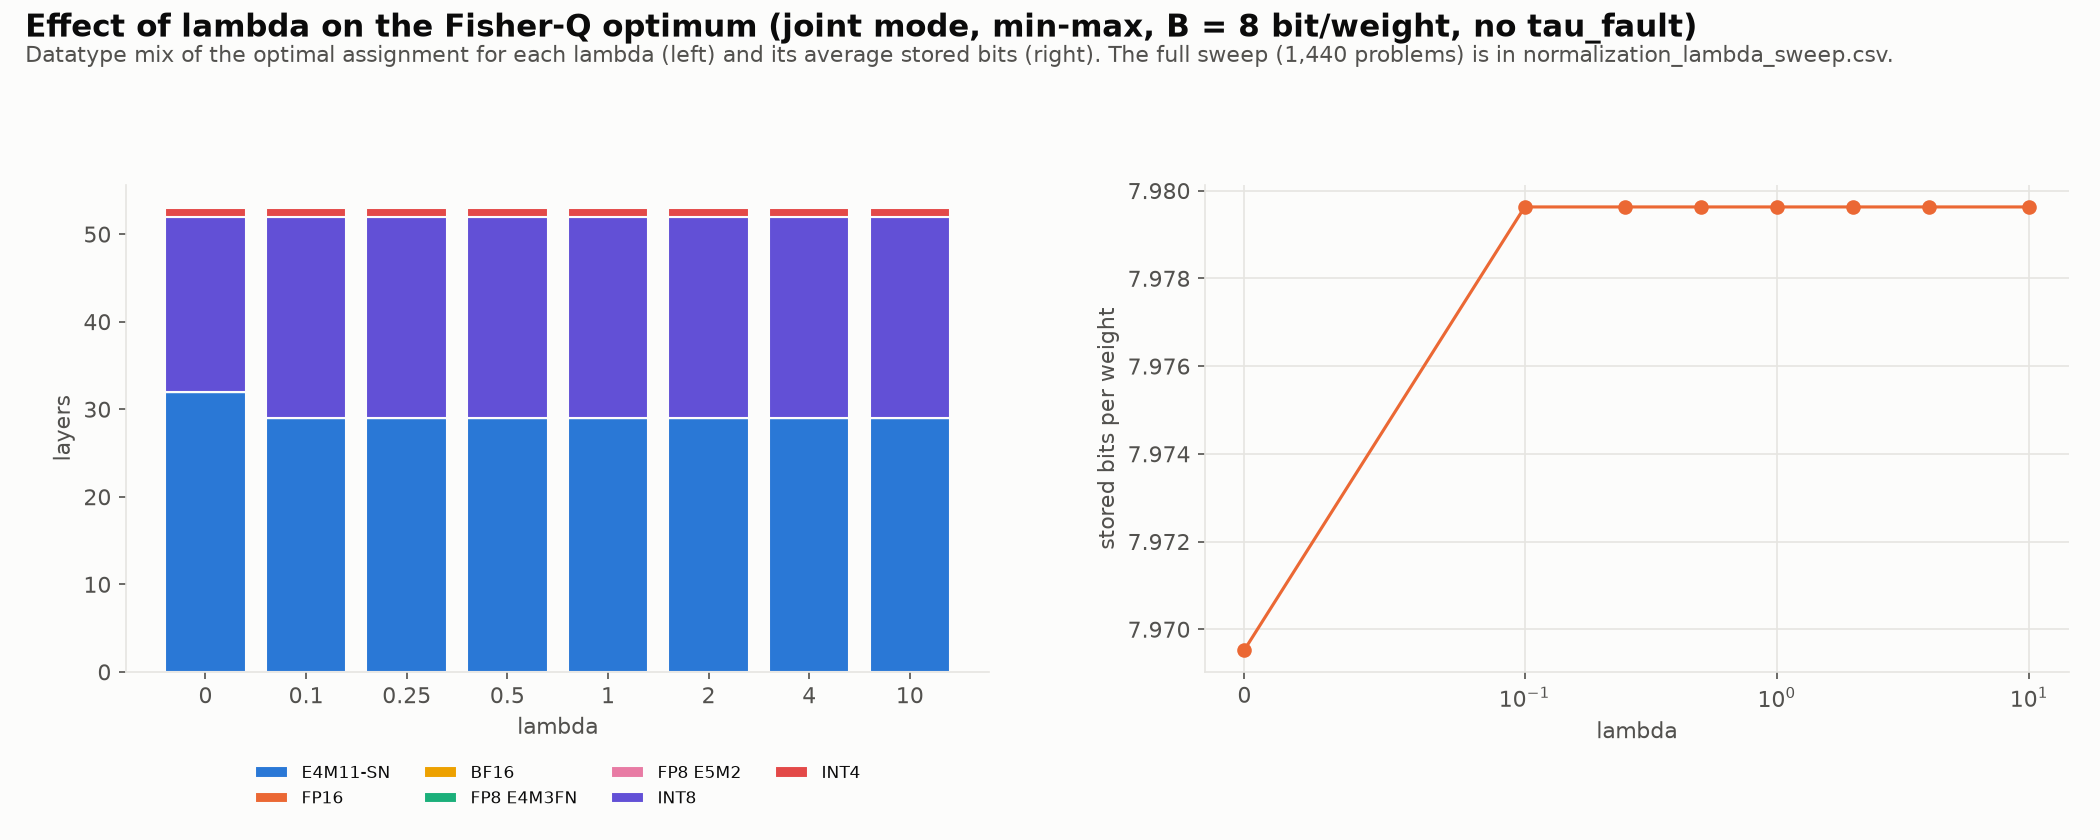 Effect of lambda on the Fisher-Q optimum (joint mode, min-max, B = 8 bit/weight, no tau_fault)
Datatype mix of the optimal assignment for each lambda (left) and its average stored bits (right). The full sweep (1,440 problems) is in normalization_lambda_sweep.csv.
layers
50
40
30
20
10
0
0 0.1 0.25 0.5 1 2 4 10
lambda
E4M11-SN BF16 FP8 E5M2 INT4
FP16 FP8 E4M3FN INT8
stored bits per weight
7.980
7.978
7.976
7.974
7.972
7.970
0 10⁻¹ 10⁰ 10¹
lambda